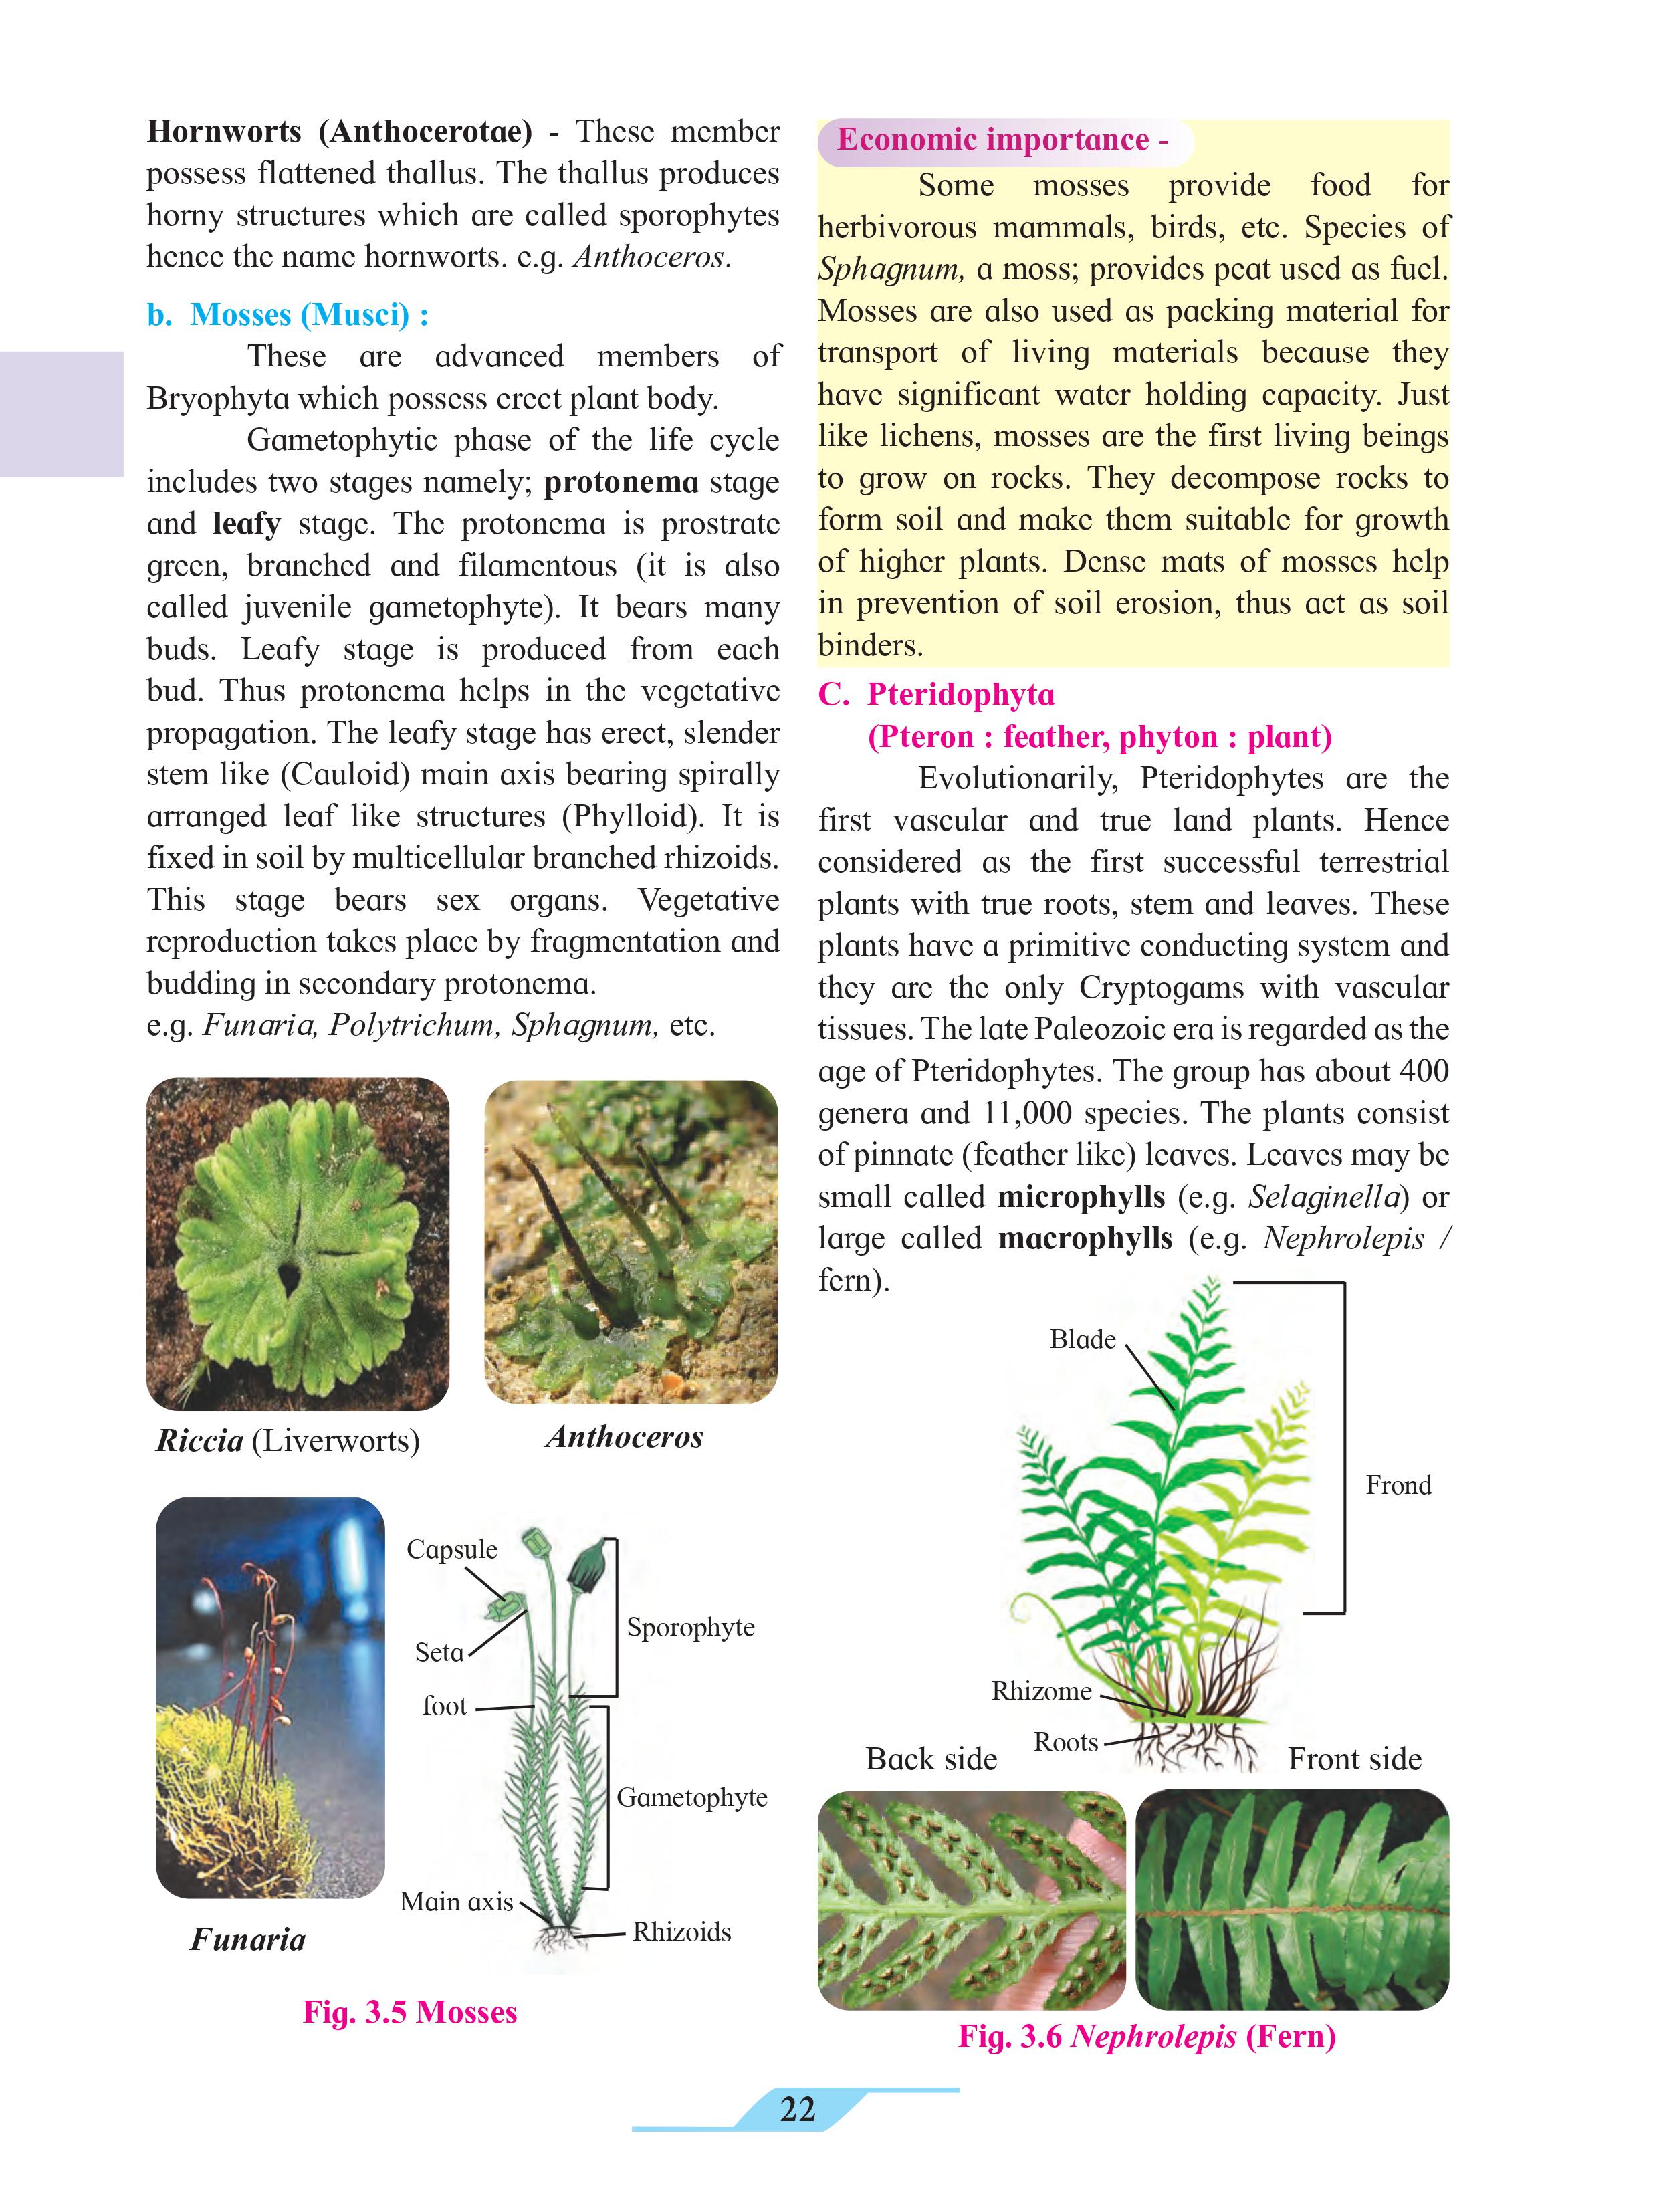 Hornworts (Anthocerotae) - These member
possess flattened thallus. The thallus produces
horny structures which are called sporophytes
hence the name hornworts. e.g. Anthoceros.
b. Mosses (Musci) :
These are advanced members of
Bryophyta which possess erect plant body.
Gametophytic phase of the life cycle
includes two stages namely; protonema stage
and leafy stage. The protonema is prostrate
green, branched and filamentous (it is also
called juvenile gametophyte). It bears many
buds. Leafy stage is produced from each
bud. Thus protonema helps in the vegetative
propagation. The leafy stage has erect, slender
stem like (Cauloid) main axis bearing spirally
arranged leaf like structures (Phylloid). It is
fixed in soil by multicellular branched rhizoids.
This stage bears sex organs. Vegetative
reproduction takes place by fragmentation and
budding in secondary protonema.
e.g. Funaria, Polytrichum, Sphagnum, etc.
Riccia (Liverworts)
Anthoceros
Capsule
Seta
foot
Sporophyte
Gametophyte
Main axis
Rhizoids
Funaria
Fig. 3.5 Mosses
Economic importance -
Some mosses provide food for
herbivorous mammals, birds, etc. Species of
Sphagnum, a moss; provides peat used as fuel.
Mosses are also used as packing material for
transport of living materials because they
have significant water holding capacity. Just
like lichens, mosses are the first living beings
to grow on rocks. They decompose rocks to
form soil and make them suitable for growth
of higher plants. Dense mats of mosses help
in prevention of soil erosion, thus act as soil
binders.
C. Pteridophyta
(Pteron : feather, phyton : plant)
Evolutionarily, Pteridophytes are the
first vascular and true land plants. Hence
considered as the first successful terrestrial
plants with true roots, stem and leaves. These
plants have a primitive conducting system and
they are the only Cryptogams with vascular
tissues. The late Paleozoic era is regarded as the
age of Pteridophytes. The group has about 400
genera and 11,000 species. The plants consist
of pinnate (feather like) leaves. Leaves may be
small called microphylls (e.g. Selaginella) or
large called macrophylls (e.g. Nephrolepis /
fern).
Blade
Frond
Rhizome
Roots
Back side
Front side
Fig. 3.6 Nephrolepis (Fern)
22